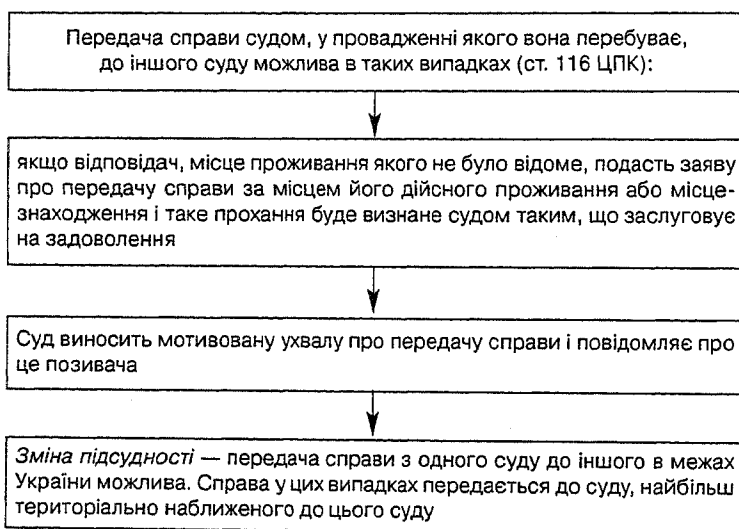 Передача справи судом, у провадженні якого вона перебуває,
до іншого суду можлива в таких випадках (ст. 116 ЦПК):
якщо відповідач, місце проживання якого не було відоме, подасть заяву
про передачу справи за місцем його дійсного проживання або місце-
знаходження і таке прохання буде визнане судом таким, що заслуговує
на задоволення
Суд виносить мотивовану ухвалу про передачу справи і повідомляє про
це позивача
Зміна підсудності — передача справи з одного суду до іншого в межах
України можлива. Справа у цих випадках передається до суду, найбільш
територіально наближеного до цього суду